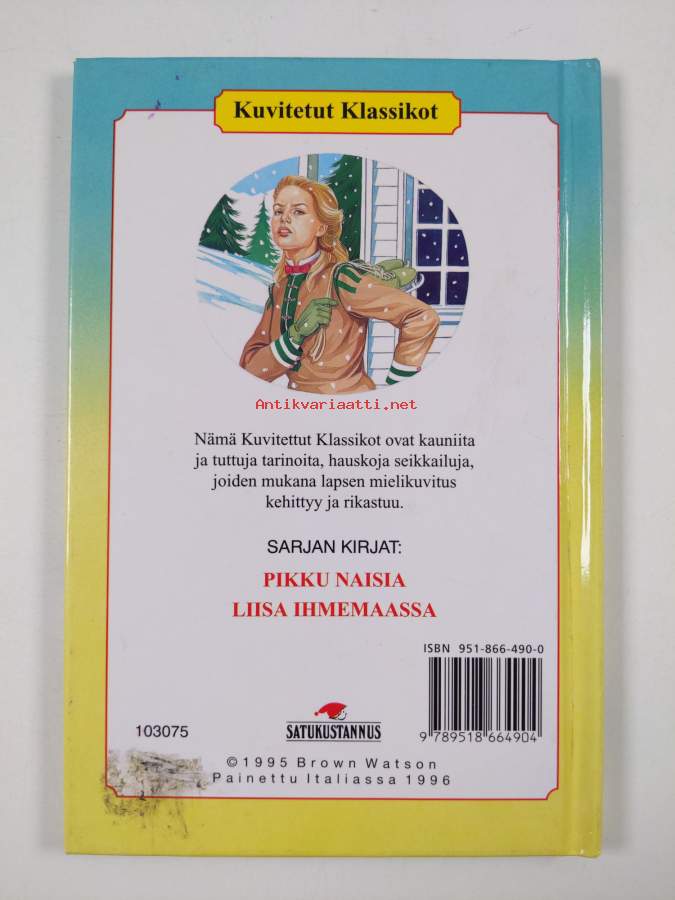 Kuvitetut Klassikot
Antikvariaatti.net
Nämä Kuvitettut Klassikot ovat kauniita
ja tuttuja tarinoita, hauskoja seikkailuja,
joiden mukana lapsen mielikuvitus
kehittyy ja rikastuu.
SARJAN KIRJAT:
PIKKU NAISIA
LIISA IHMEMAASSA
ISBN 951-866-490-0
9 789518 664904
103075
SATUKUSTANNUS
©1995 Brown Watson
Painettu Italiassa 1996